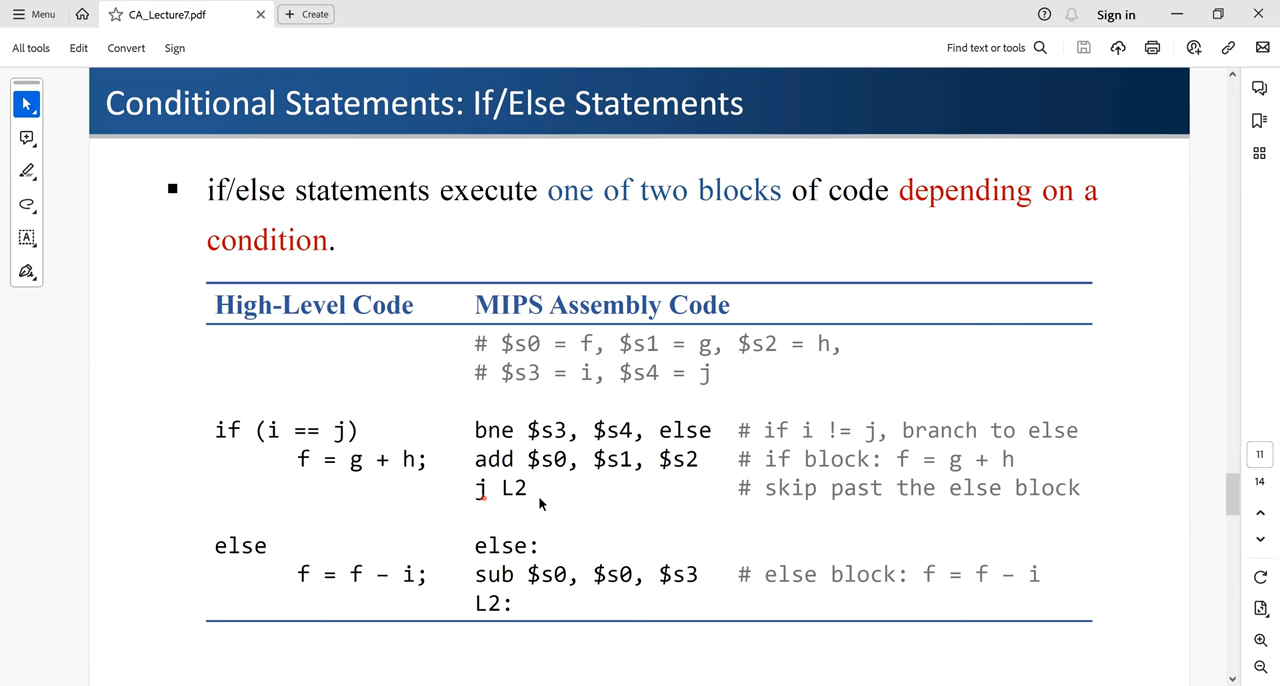 Menu
CA_Lecture7.pdf
Create
Sign in
All tools
Edit
Convert
Sign
Find text or tools
Conditional Statements: If/Else Statements
▪ if/else statements execute one of two blocks of code depending on a
condition.
High-Level Code MIPS Assembly Code
# $s0 = f, $s1 = g, $s2 = h,
# $s3 = i, $s4 = j
if (i == j) bne $s3, $s4, else # if i != j, branch to else
f = g + h; add $s0, $s1, $s2 # if block: f = g + h
j L2 # skip past the else block
else else:
f = f – i; sub $s0, $s0, $s3 # else block: f = f – i
L2:
11
14